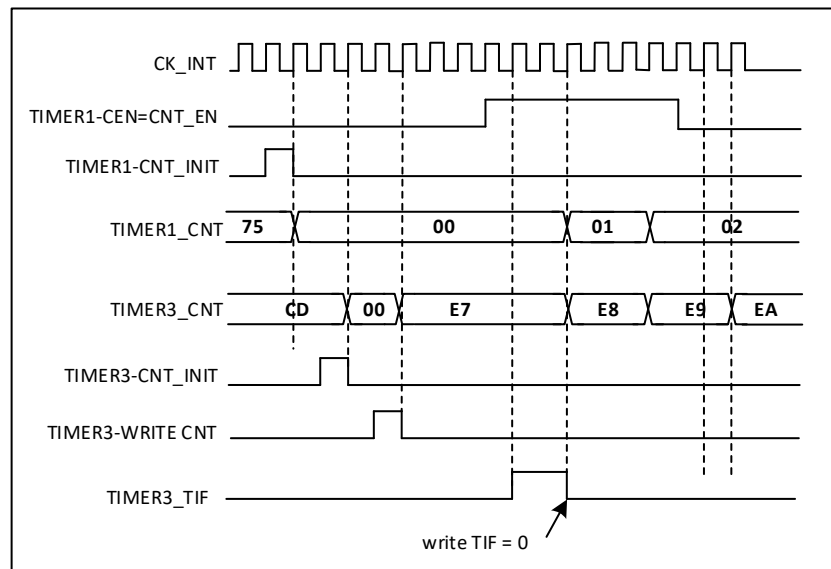 CK_INT
TIMER1-CEN=CNT_EN
TIMER1-CNT_INIT
TIMER1_CNT 75 00 01 02
TIMER3_CNT CD 00 E7 E8 E9 EA
TIMER3-CNT_INIT
TIMER3-WRITE CNT
TIMER3_TIF
write TIF = 0